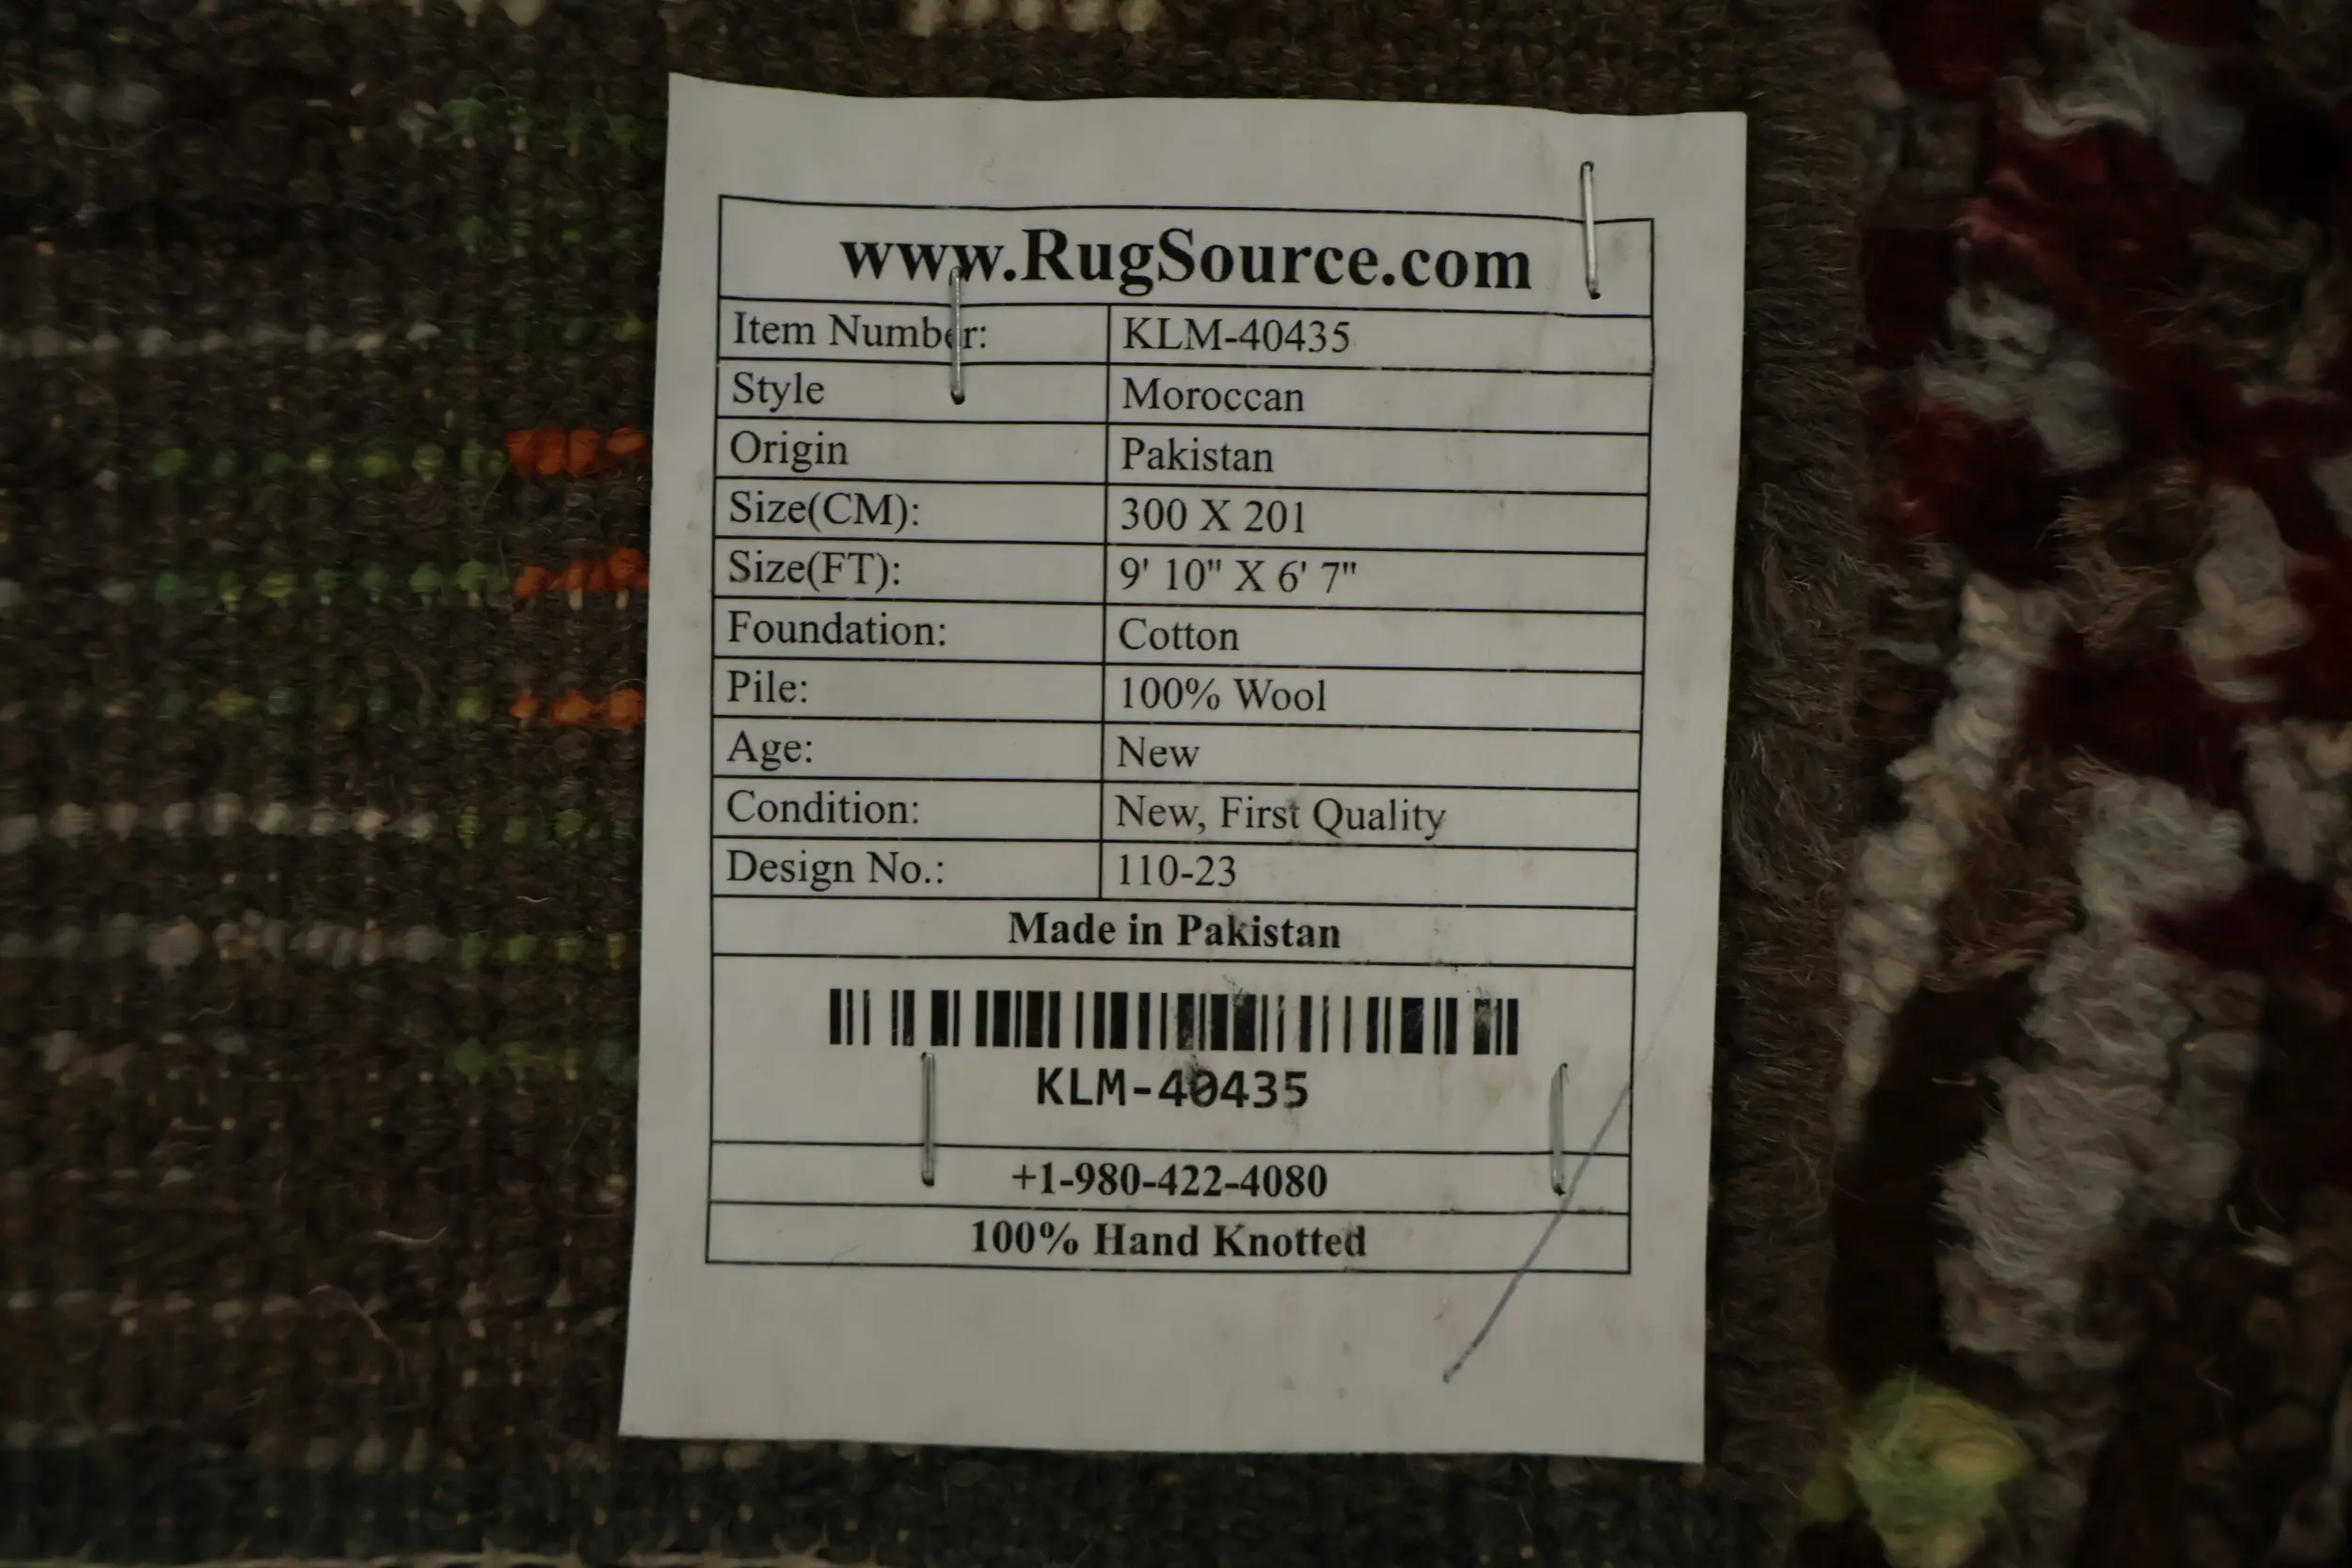 www.RugSource.com
Item Number: KLM-40435
Style Moroccan
Origin Pakistan
Size(CM): 300 X 201
Size(FT): 9' 10" X 6' 7"
Foundation: Cotton
Pile: 100% Wool
Age: New
Condition: New, First Quality
Design No.: 110-23
Made in Pakistan
KLM-40435
+1-980-422-4080
100% Hand Knotted